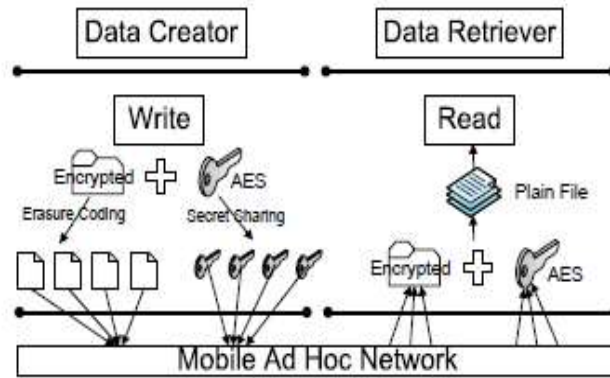 Data Creator
Data Retriever
Write
Read
Encrypted
AES
Plain File
Erasure Coding
Secret Sharing
Encrypted
AES
Mobile Ad Hoc Network